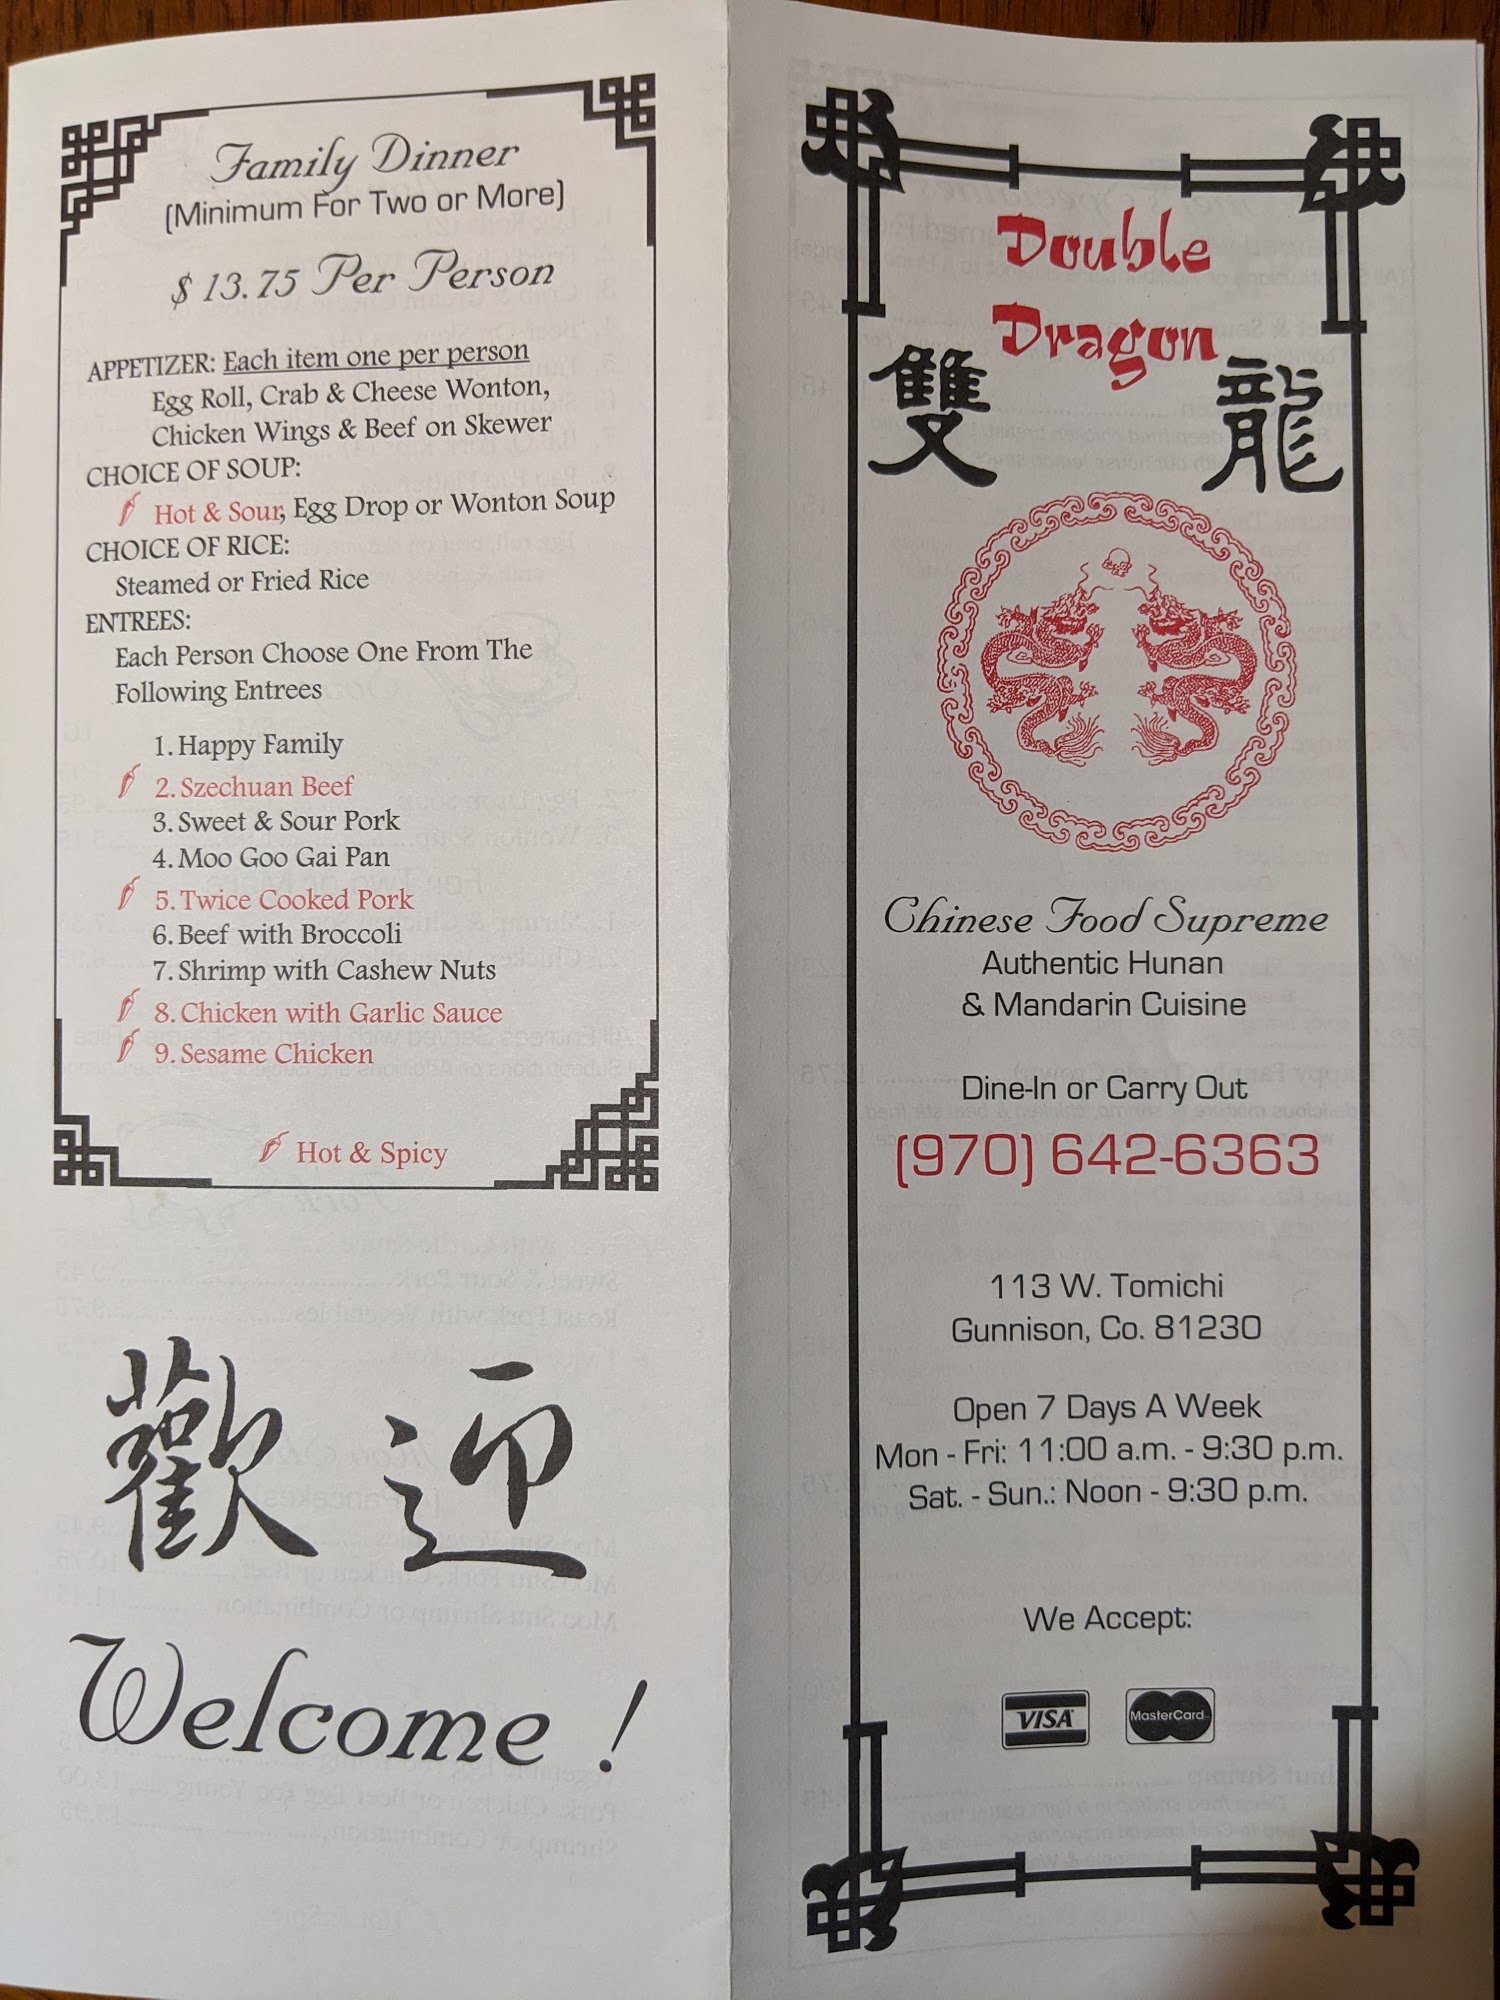 Family Dinner
(Minimum For Two or More)
$ 13.75 Per Person
APPETIZER: Each item one per person
Egg Roll, Crab & Cheese Wonton,
Chicken Wings & Beef on Skewer
CHOICE OF SOUP:
Hot & Sour, Egg Drop or Wonton Soup
CHOICE OF RICE:
Steamed or Fried Rice
ENTREES:
Each Person Choose One From The
Following Entrees
1. Happy Family
2. Szechuan Beef
3. Sweet & Sour Pork
4. Moo Goo Gai Pan
5. Twice Cooked Pork
6. Beef with Broccoli
7. Shrimp with Cashew Nuts
8. Chicken with Garlic Sauce
9. Sesame Chicken
Hot & Spicy
歡迎
Welcome !
Double
Dragon
雙龍
Chinese Food Supreme
Authentic Hunan
& Mandarin Cuisine
Dine-In or Carry Out
(970) 642-6363
113 W. Tomichi
Gunnison, Co. 81230
Open 7 Days A Week
Mon - Fri: 11:00 a.m. - 9:30 p.m.
Sat. - Sun.: Noon - 9:30 p.m.
We Accept:
VISA MasterCard